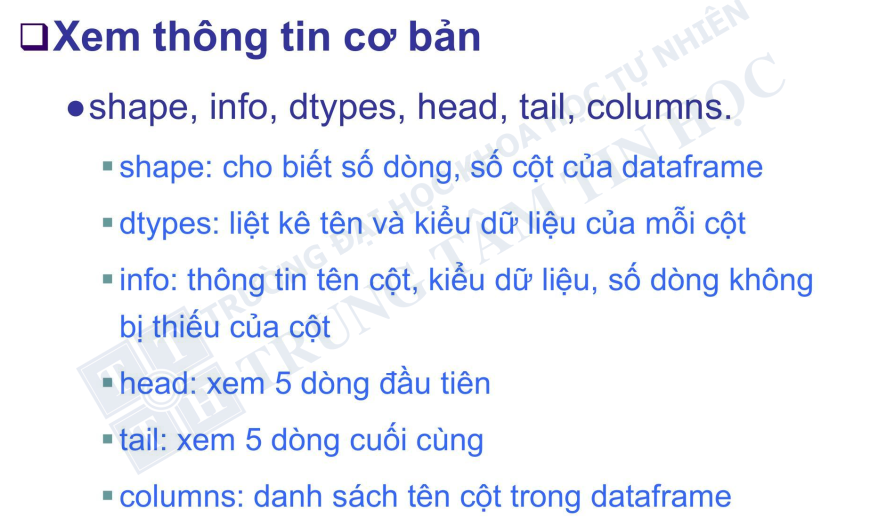 ❑Xem thông tin cơ bản
●shape, info, dtypes, head, tail, columns.
▪shape: cho biết số dòng, số cột của dataframe
▪dtypes: liệt kê tên và kiểu dữ liệu của mỗi cột
▪info: thông tin tên cột, kiểu dữ liệu, số dòng không
bị thiếu của cột
▪head: xem 5 dòng đầu tiên
▪tail: xem 5 dòng cuối cùng
▪columns: danh sách tên cột trong dataframe
TRƯỜNG ĐẠI HỌC KHOA HỌC TỰ NHIÊN
TRUNG TÂM TIN HỌC